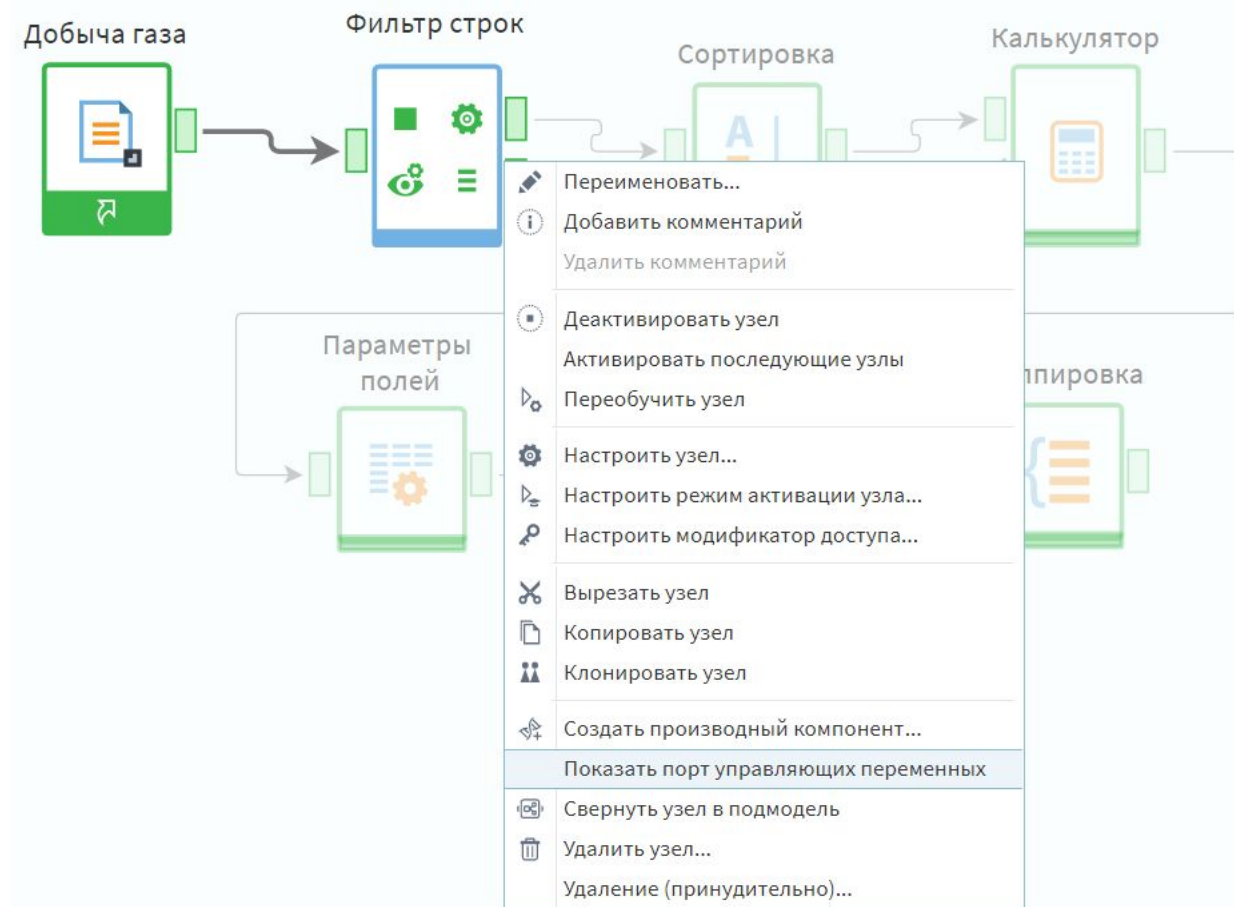 Добыча газа
Фильтр строк
Сортировка
Калькулятор
Переименовать...
Добавить комментарий
Удалить комментарий
Деактивировать узел
Активировать последующие узлы
Переобучить узел
Настроить узел...
Настроить режим активации узла...
Настроить модификатор доступа...
Вырезать узел
Копировать узел
Клонировать узел
Создать производный компонент...
Показать порт управляющих переменных
Свернуть узел в подмодель
Удалить узел...
Удаление (принудительно)...
Параметры
полей